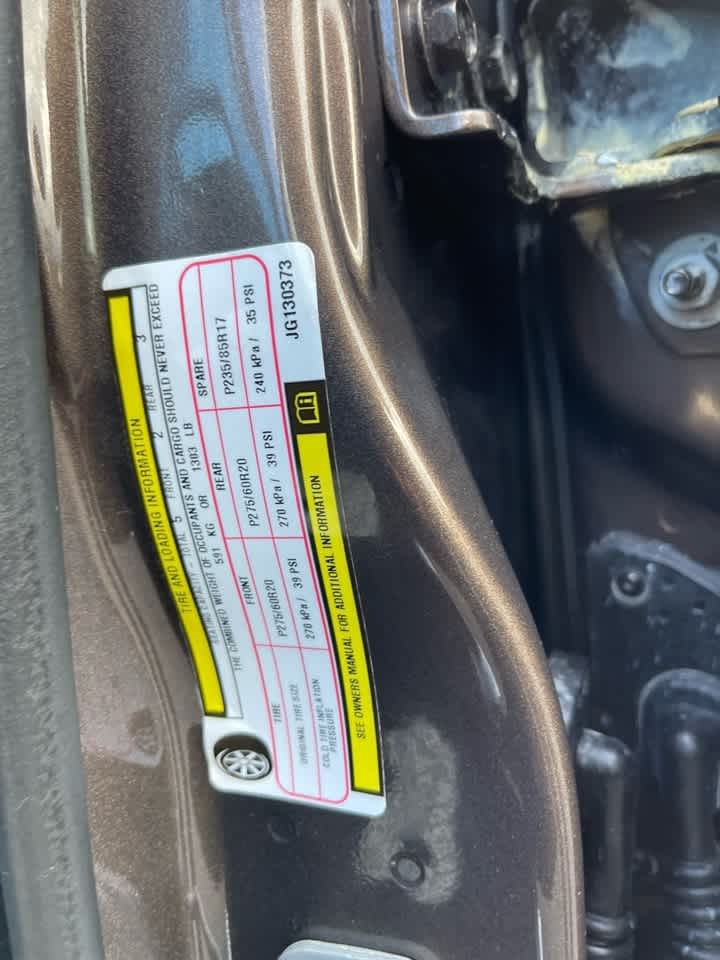 TIRE AND LOADING INFORMATION
SEATING CAPACITY - TOTAL 5 FRONT 2 REAR 3
THE COMBINED WEIGHT OF OCCUPANTS AND CARGO SHOULD NEVER EXCEED
591 KG OR 1303 LB
TIRE FRONT REAR SPARE
ORIGINAL TIRE SIZE P275/60R20 P275/60R20 P235/85R17
COLD TIRE INFLATION PRESSURE 270 kPa / 39 PSI 270 kPa / 39 PSI 240 kPa / 35 PSI
SEE OWNERS MANUAL FOR ADDITIONAL INFORMATION
JG130373